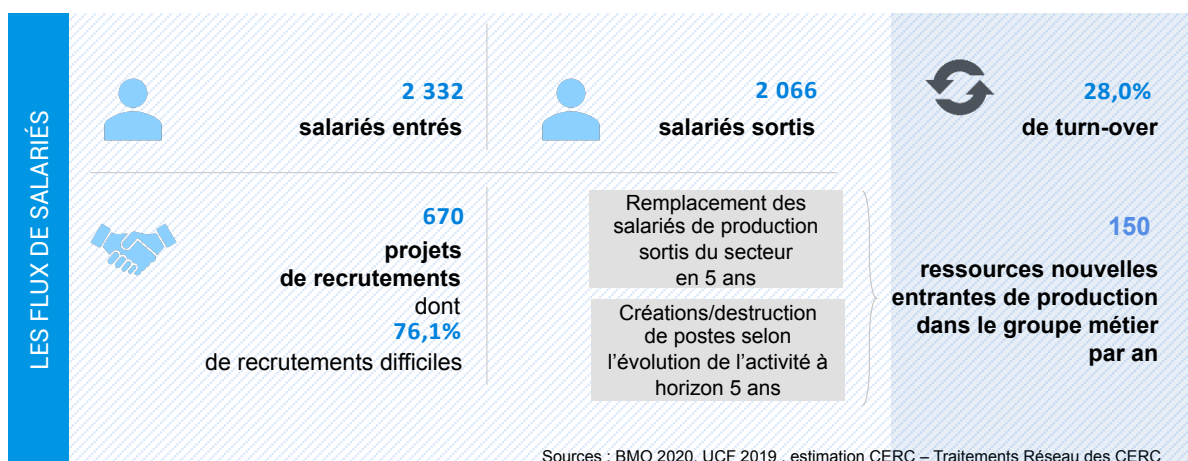 LES FLUX DE SALARIÉS
2 332
salariés entrés
2 066
salariés sortis
28,0%
de turn-over
670
projets
de recrutements
dont
76,1%
de recrutements difficiles
Remplacement des
salariés de production
sortis du secteur
en 5 ans
Créations/destruction
de postes selon
l’évolution de l’activité à
horizon 5 ans
150
ressources nouvelles
entrantes de production
dans le groupe métier
par an
Sources : BMO 2020, UCF 2019 , estimation CERC – Traitements Réseau des CERC